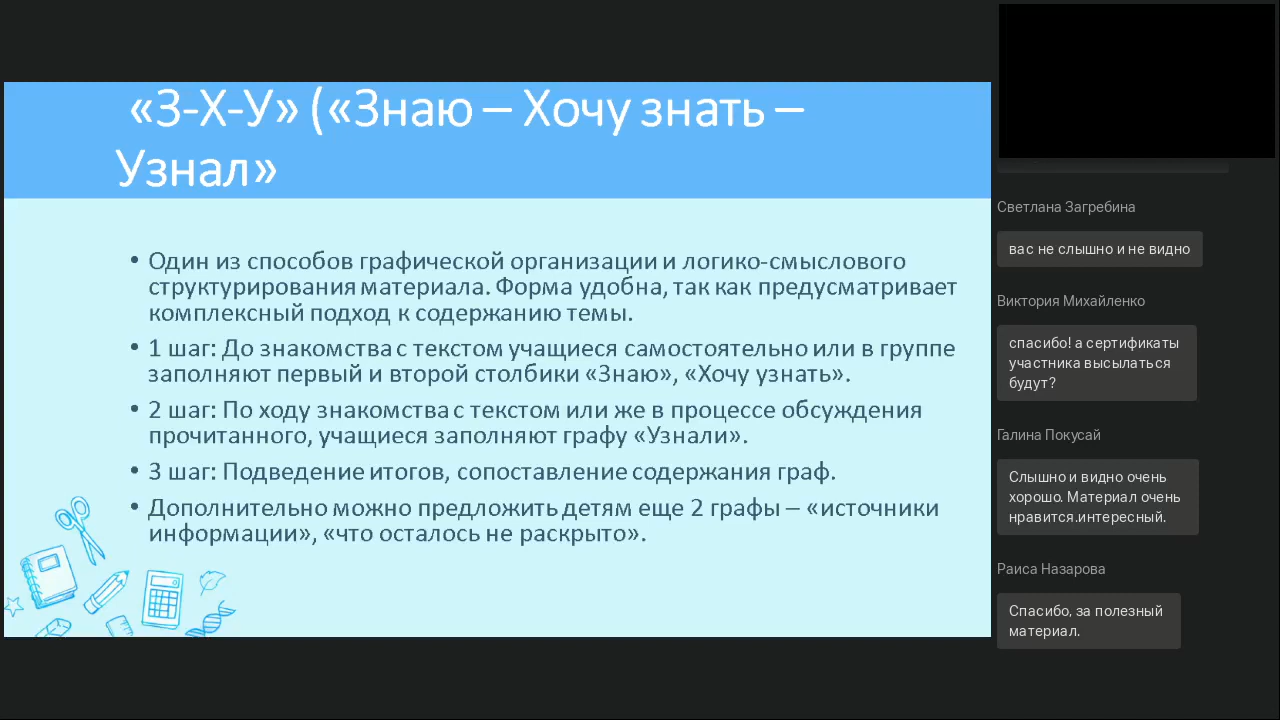 «З-Х-У» («Знаю – Хочу знать –
Узнал»
• Один из способов графической организации и логико-смыслового
структурирования материала. Форма удобна, так как предусматривает
комплексный подход к содержанию темы.
• 1 шаг: До знакомства с текстом учащиеся самостоятельно или в группе
заполняют первый и второй столбики «Знаю», «Хочу узнать».
• 2 шаг: По ходу знакомства с текстом или же в процессе обсуждения
прочитанного, учащиеся заполняют графу «Узнали».
• 3 шаг: Подведение итогов, сопоставление содержания граф.
• Дополнительно можно предложить детям еще 2 графы – «источники
информации», «что осталось не раскрыто».
Светлана Загребина
вас не слышно и не видно
Виктория Михайленко
спасибо! а сертификаты
участника высылаться
будут?
Галина Покусай
Слышно и видно очень
хорошо. Материал очень
нравится.интересный.
Раиса Назарова
Спасибо, за полезный
материал.